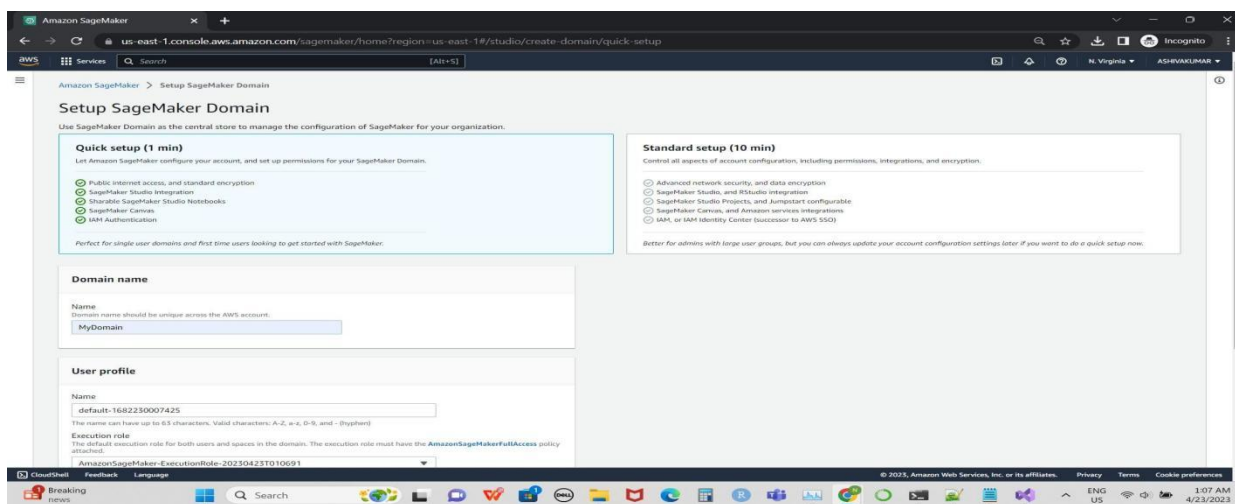 Amazon SageMaker
us-east-1.console.aws.amazon.com/sagemaker/home?region=us-east-1#/studio/create-domain/quick-setup
Incognito
aws
Services
Search
[Alt+S]
N. Virginia
ASHIVAKUMAR
Amazon SageMaker > Setup SageMaker Domain
Setup SageMaker Domain
Use SageMaker Domain as the central store to manage the configuration of SageMaker for your organization.
Quick setup (1 min)
Let Amazon SageMaker configure your account, and set up permissions for your SageMaker Domain.
Public internet access, and standard encryption
SageMaker Studio Integration
Sharable SageMaker Studio Notebooks
SageMaker Canvas
IAM Authentication
Perfect for single user domains and first time users looking to get started with SageMaker.
Standard setup (10 min)
Control all aspects of account configuration, including permissions, integrations, and encryption.
Advanced network security, and data encryption
SageMaker Studio, and RStudio integration
SageMaker Studio Projects, and Jumpstart configurable
SageMaker Canvas, and Amazon services integrations
IAM, or IAM Identity Center (successor to AWS SSO)
Better for admins with large user groups, but you can always update your account configuration settings later if you want to do a quick setup now.
Domain name
Name
Domain name should be unique across the AWS account.
MyDomain
User profile
Name
default-1682230007425
The name can have up to 63 characters. Valid characters: A-Z, a-z, 0-9, and - (hyphen)
Execution role
The default execution role for both users and spaces in the domain. The execution role must have the AmazonSageMakerFullAccess policy
attached.
AmazonSageMaker-ExecutionRole-20230423T010691
CloudShell
Feedback
Language
© 2023, Amazon Web Services, Inc. or its affiliates.
Privacy
Terms
Cookie preferences
Breaking
news
Search
DELL
ENG
US
1:07 AM
4/23/2023